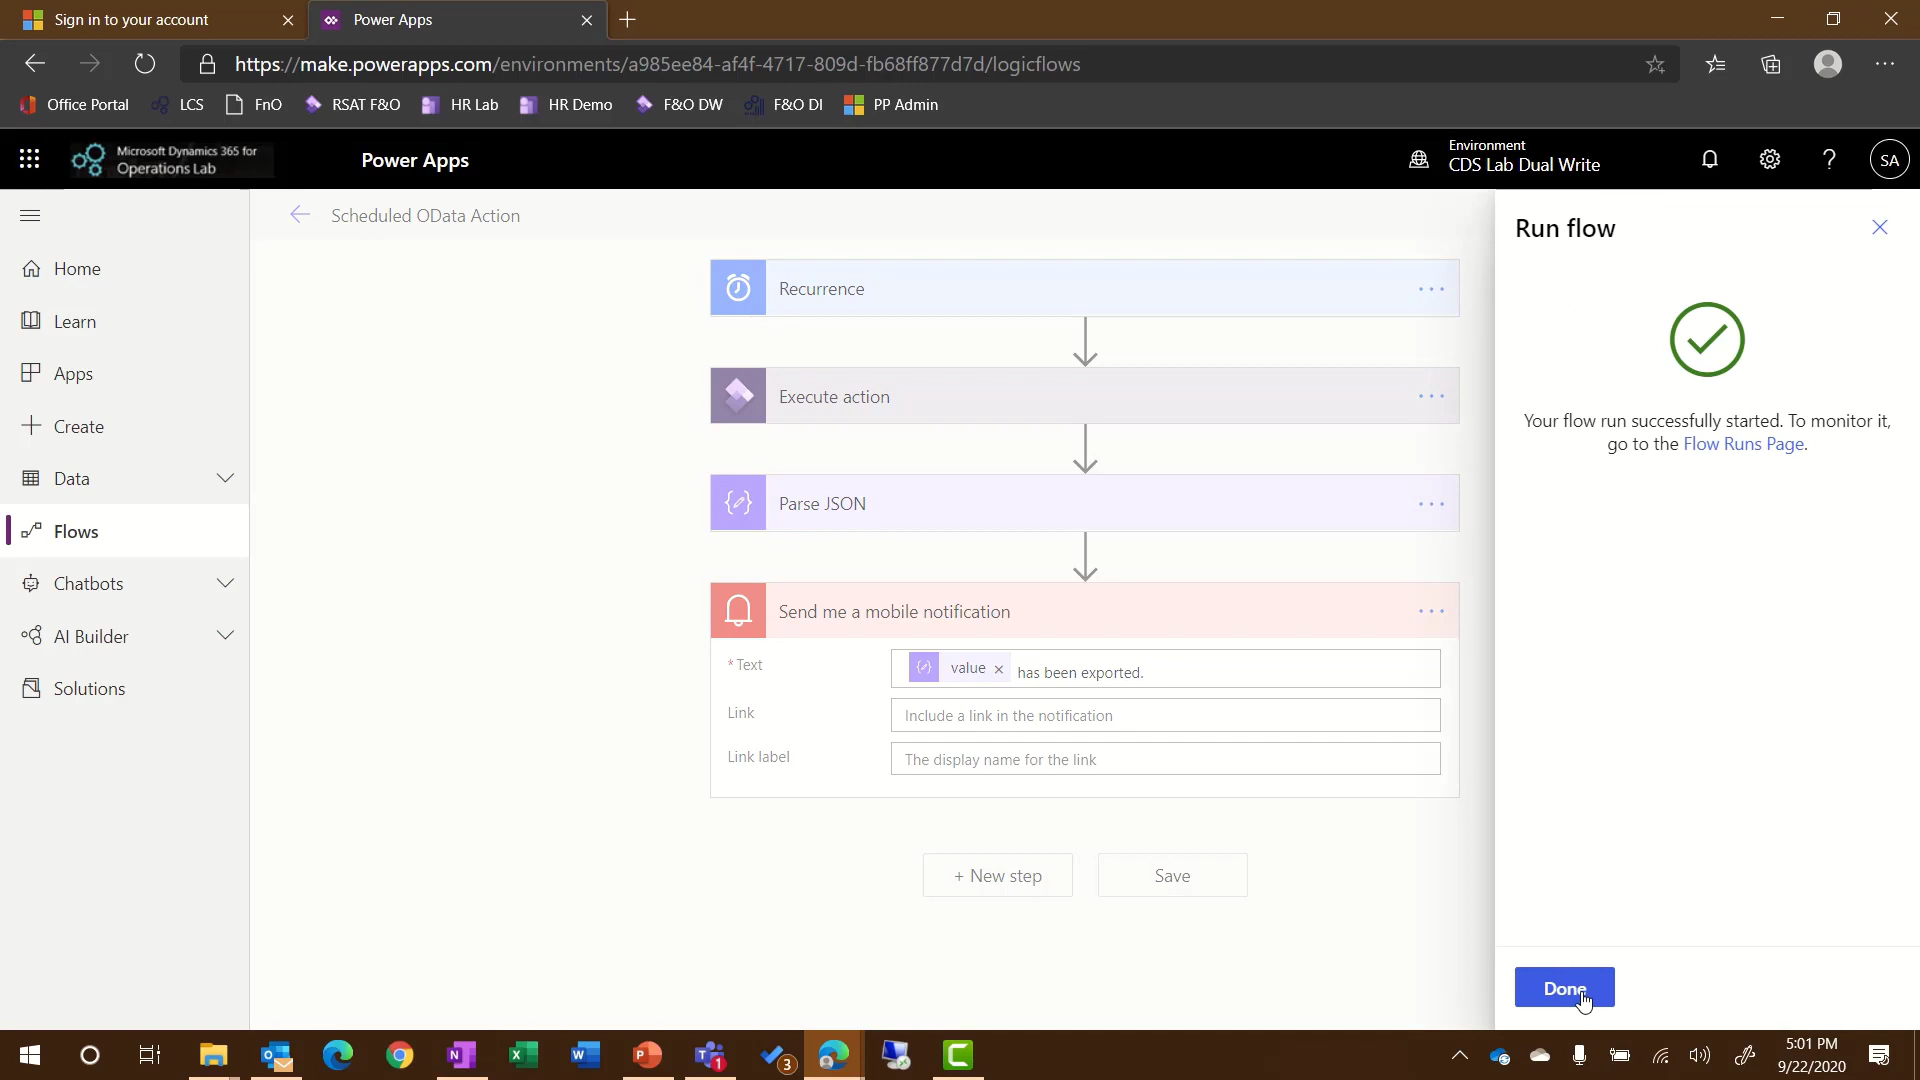 Sign in to your account
Power Apps
https://make.powerapps.com/environments/a985ee84-af4f-4717-809d-fb68ff877d7d/logicflows
Office Portal
LCS
FnO
RSAT F&O
HR Lab
HR Demo
F&O DW
F&O DI
PP Admin
Microsoft Dynamics 365 for
Operations Lab
Power Apps
Environment
CDS Lab Dual Write
?
SA
Scheduled OData Action
Home
Learn
Apps
Create
Data
Flows
Chatbots
AI Builder
Solutions
Recurrence
Execute action
Parse JSON
Send me a mobile notification
* Text
value × has been exported.
Link
Include a link in the notification
Link label
The display name for the link
+ New step
Save
Run flow
Your flow run successfully started. To monitor it,
go to the Flow Runs Page.
Done
N
X
W
P
T
1
3
C
5:01 PM
9/22/2020